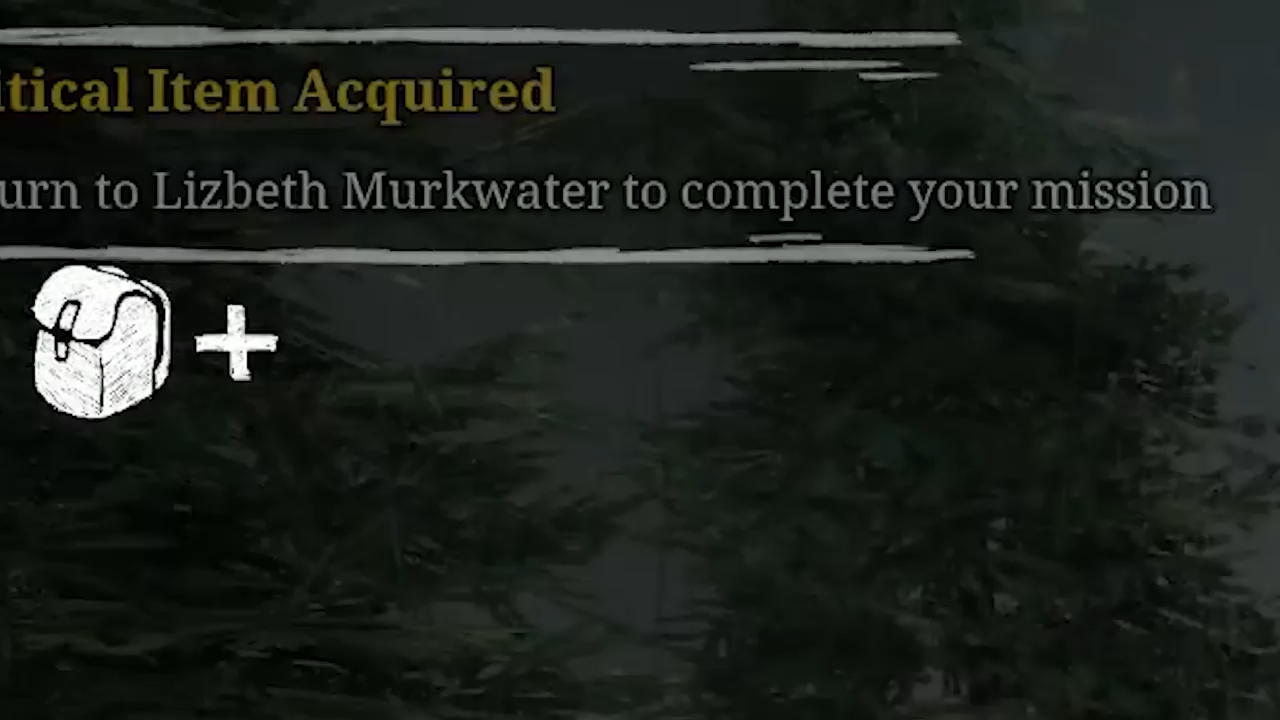 itical Item Acquired
urn to Lizbeth Murkwater to complete your mission